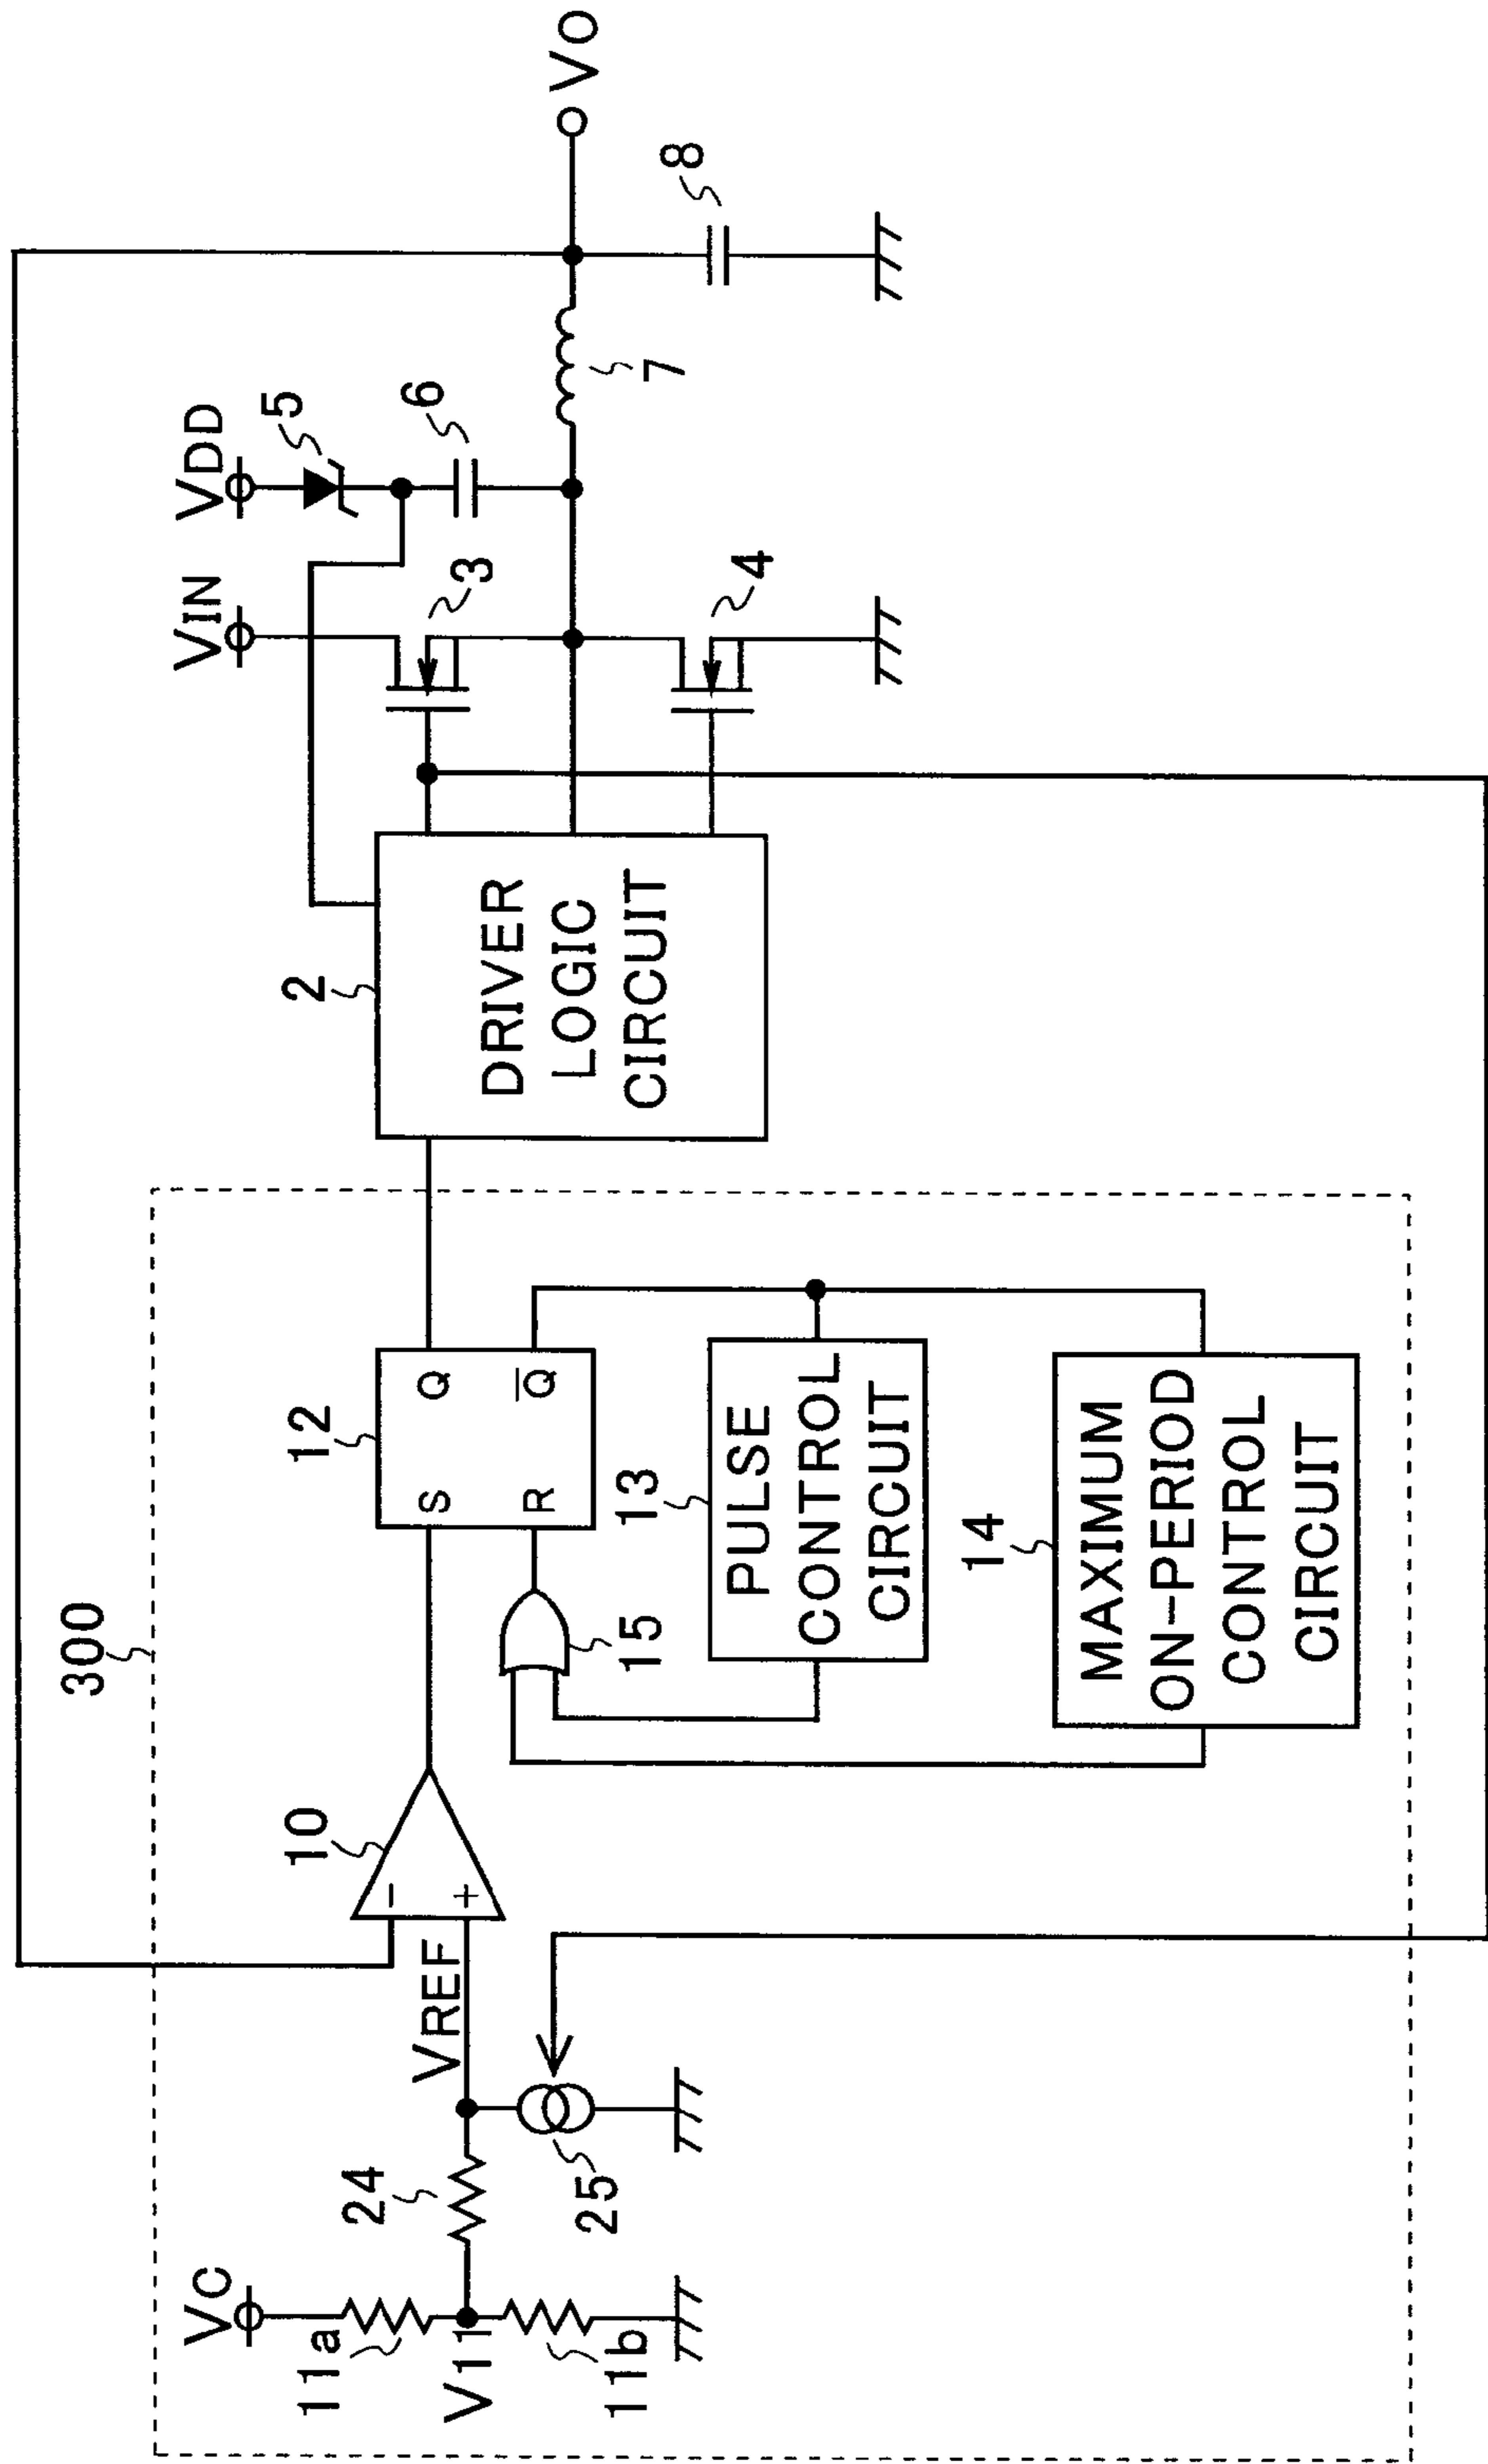 300
VC
11a
V11
11b
24
25
VREF
10
−
+
12
S
Q
R
Q̅
15
13
PULSE
CONTROL
CIRCUIT
14
MAXIMUM
ON-PERIOD
CONTROL
CIRCUIT
2
DRIVER
LOGIC
CIRCUIT
VIN
3
4
VDD
5
6
7
8
VO